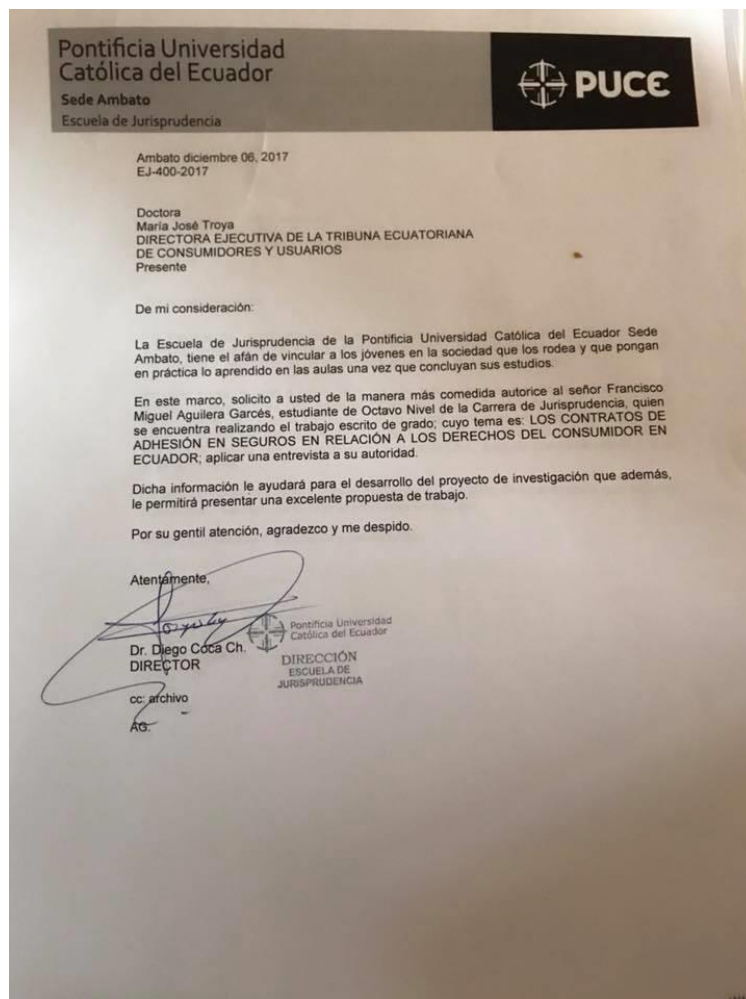 Pontificia Universidad
Católica del Ecuador
Sede Ambato
Escuela de Jurisprudencia
PUCE
Ambato diciembre 06, 2017
EJ-400-2017
Doctora
María José Troya
DIRECTORA EJECUTIVA DE LA TRIBUNA ECUATORIANA
DE CONSUMIDORES Y USUARIOS
Presente
De mi consideración:
La Escuela de Jurisprudencia de la Pontificia Universidad Católica del Ecuador Sede
Ambato, tiene el afán de vincular a los jóvenes en la sociedad que los rodea y que pongan
en práctica lo aprendido en las aulas una vez que concluyan sus estudios.
En este marco, solicito a usted de la manera más comedida autorice al señor Francisco
Miguel Aguilera Garcés, estudiante de Octavo Nivel de la Carrera de Jurisprudencia, quien
se encuentra realizando el trabajo escrito de grado; cuyo tema es: LOS CONTRATOS DE
ADHESIÓN EN SEGUROS EN RELACIÓN A LOS DERECHOS DEL CONSUMIDOR EN
ECUADOR; aplicar una entrevista a su autoridad.
Dicha información le ayudará para el desarrollo del proyecto de investigación que además,
le permitirá presentar una excelente propuesta de trabajo.
Por su gentil atención, agradezco y me despido.
Atentamente,
Dr. Diego Coca Ch.
DIRECTOR
Pontificia Universidad
Católica del Ecuador
DIRECCIÓN
ESCUELA DE
JURISPRUDENCIA
cc: archivo
AG.